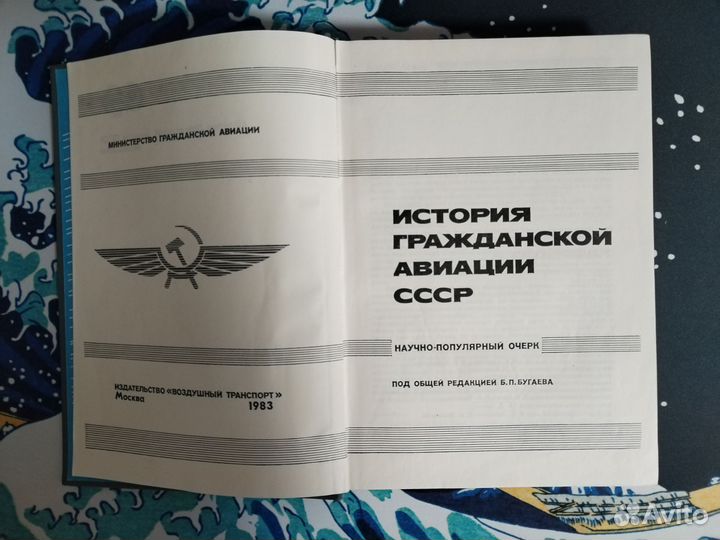 МИНИСТЕРСТВО ГРАЖДАНСКОЙ АВИАЦИИ
ИЗДАТЕЛЬСТВО «ВОЗДУШНЫЙ ТРАНСПОРТ»
Москва 1983
ИСТОРИЯ
ГРАЖДАНСКОЙ
АВИАЦИИ
СССР
НАУЧНО-ПОПУЛЯРНЫЙ ОЧЕРК
ПОД ОБЩЕЙ РЕДАКЦИЕЙ Б.П.БУГАЕВА
Avito